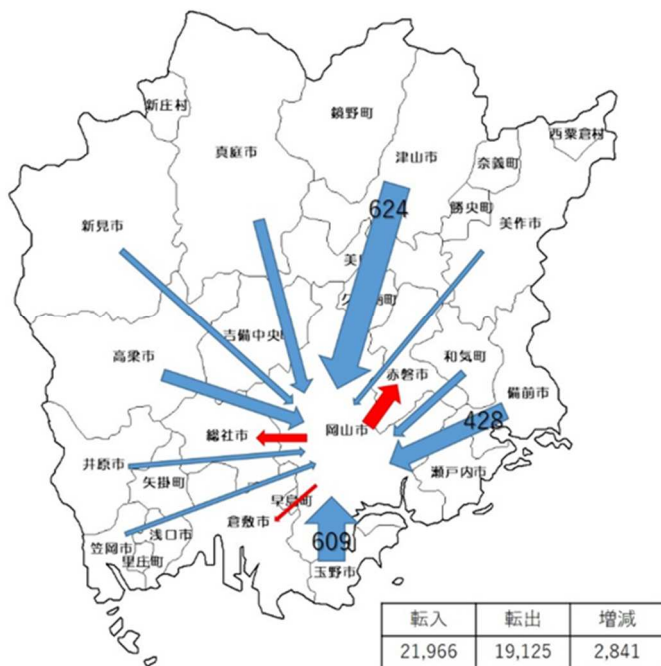 新庄村
鏡野町
西粟倉村
真庭市
津山市
奈義町
624
勝央町
新見市
美作市
美
久 町
吉備中央町
高梁市
和気町
赤磐市
備前市
428
総社市
岡山市
井原市
瀬戸内市
矢掛町
早島町
倉敷市
浅口市
笠岡市
609
里庄町
玉野市
転入 転出 増減
21,966 19,125 2,841